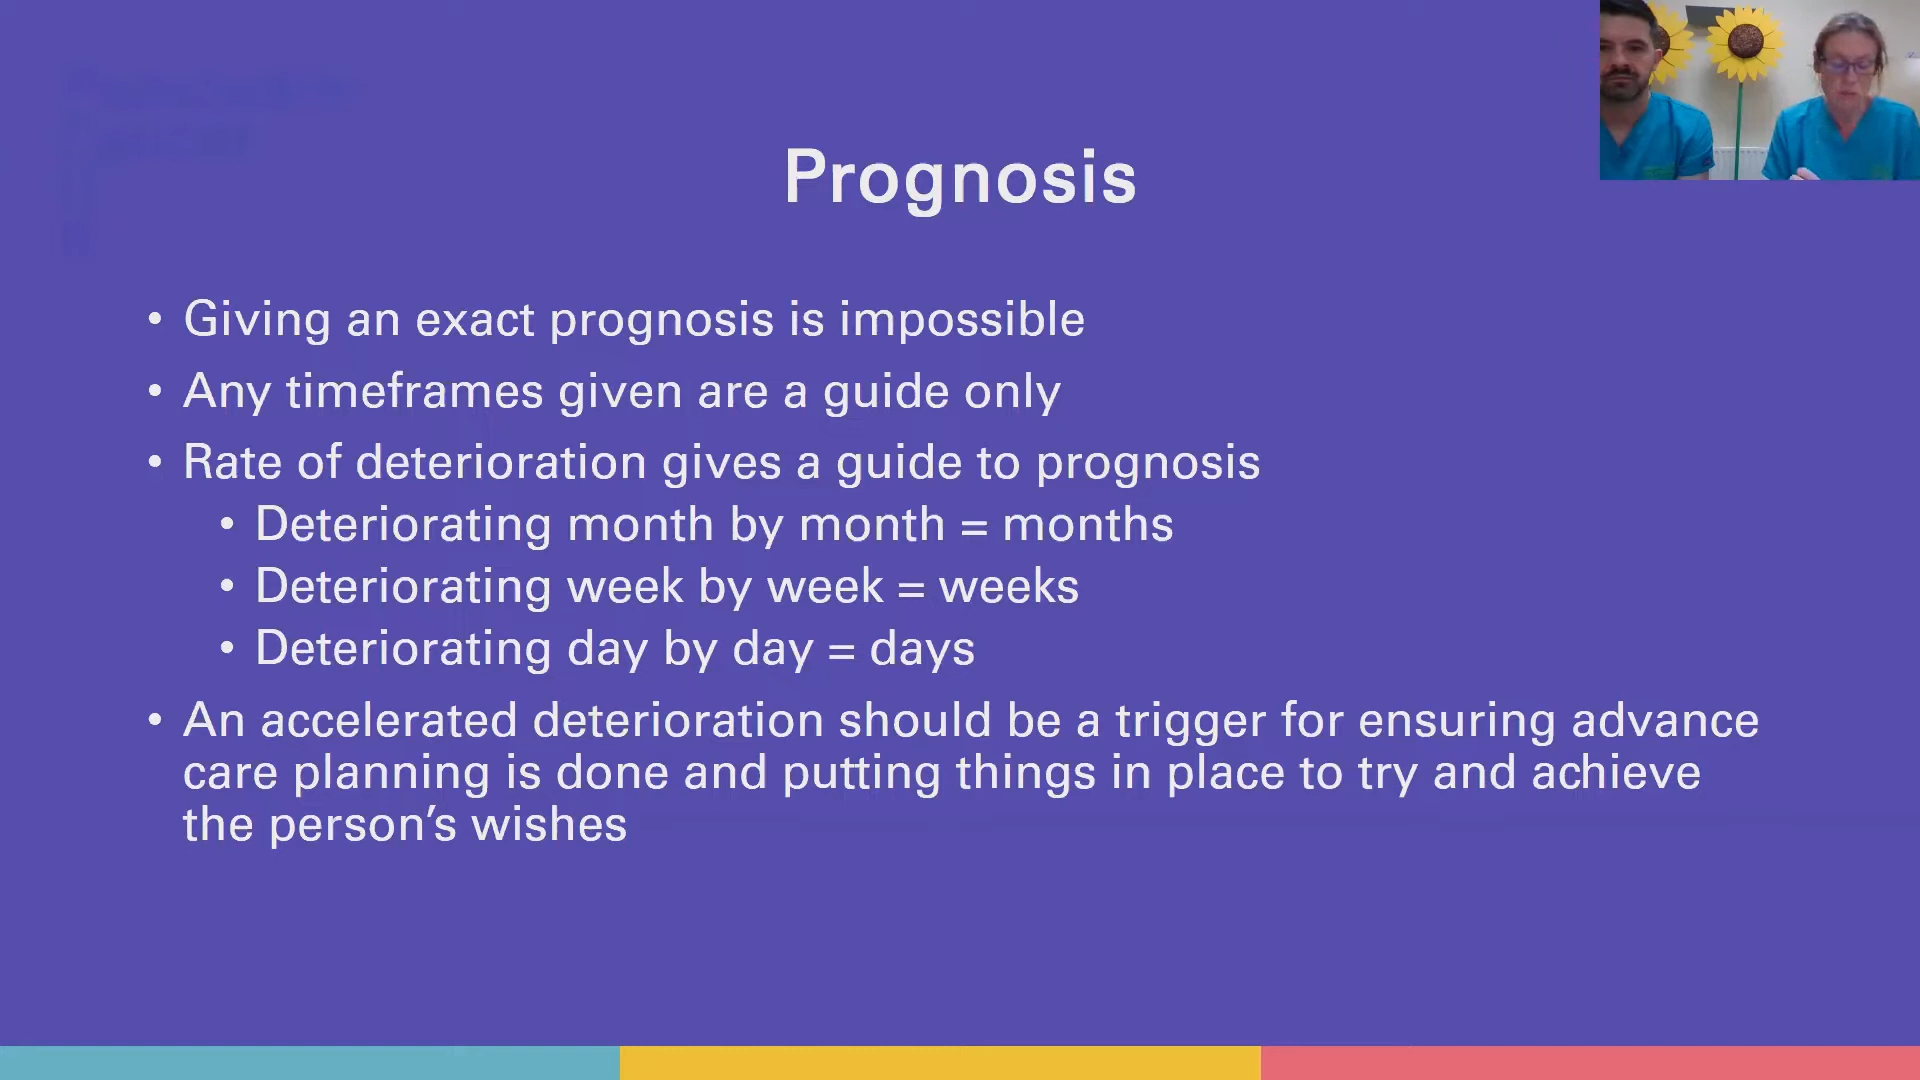 Prognosis
• Giving an exact prognosis is impossible
• Any timeframes given are a guide only
• Rate of deterioration gives a guide to prognosis
• Deteriorating month by month = months
• Deteriorating week by week = weeks
• Deteriorating day by day = days
• An accelerated deterioration should be a trigger for ensuring advance
care planning is done and putting things in place to try and achieve
the person’s wishes